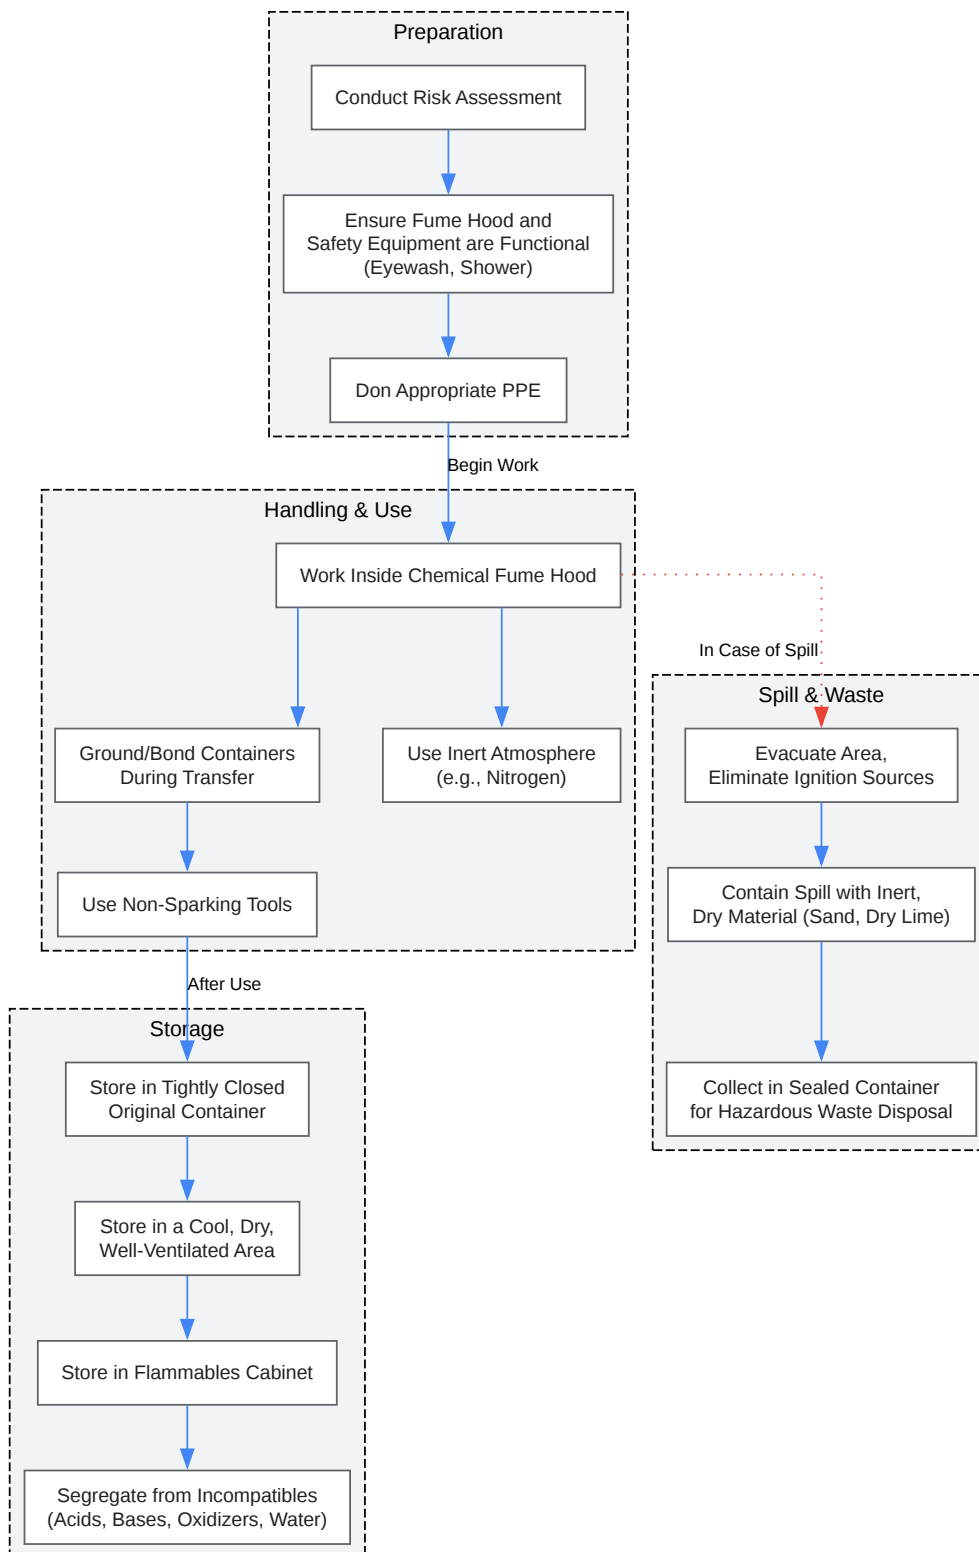 Preparation
Conduct Risk Assessment
Ensure Fume Hood and
Safety Equipment are Functional
(Eyewash, Shower)
Don Appropriate PPE
Begin Work
Handling & Use
Work Inside Chemical Fume Hood
Ground/Bond Containers
During Transfer
Use Inert Atmosphere
(e.g., Nitrogen)
Use Non-Sparking Tools
In Case of Spill
Spill & Waste
Evacuate Area,
Eliminate Ignition Sources
Contain Spill with Inert,
Dry Material (Sand, Dry Lime)
Collect in Sealed Container
for Hazardous Waste Disposal
After Use
Storage
Store in Tightly Closed
Original Container
Store in a Cool, Dry,
Well-Ventilated Area
Store in Flammables Cabinet
Segregate from Incompatibles
(Acids, Bases, Oxidizers, Water)